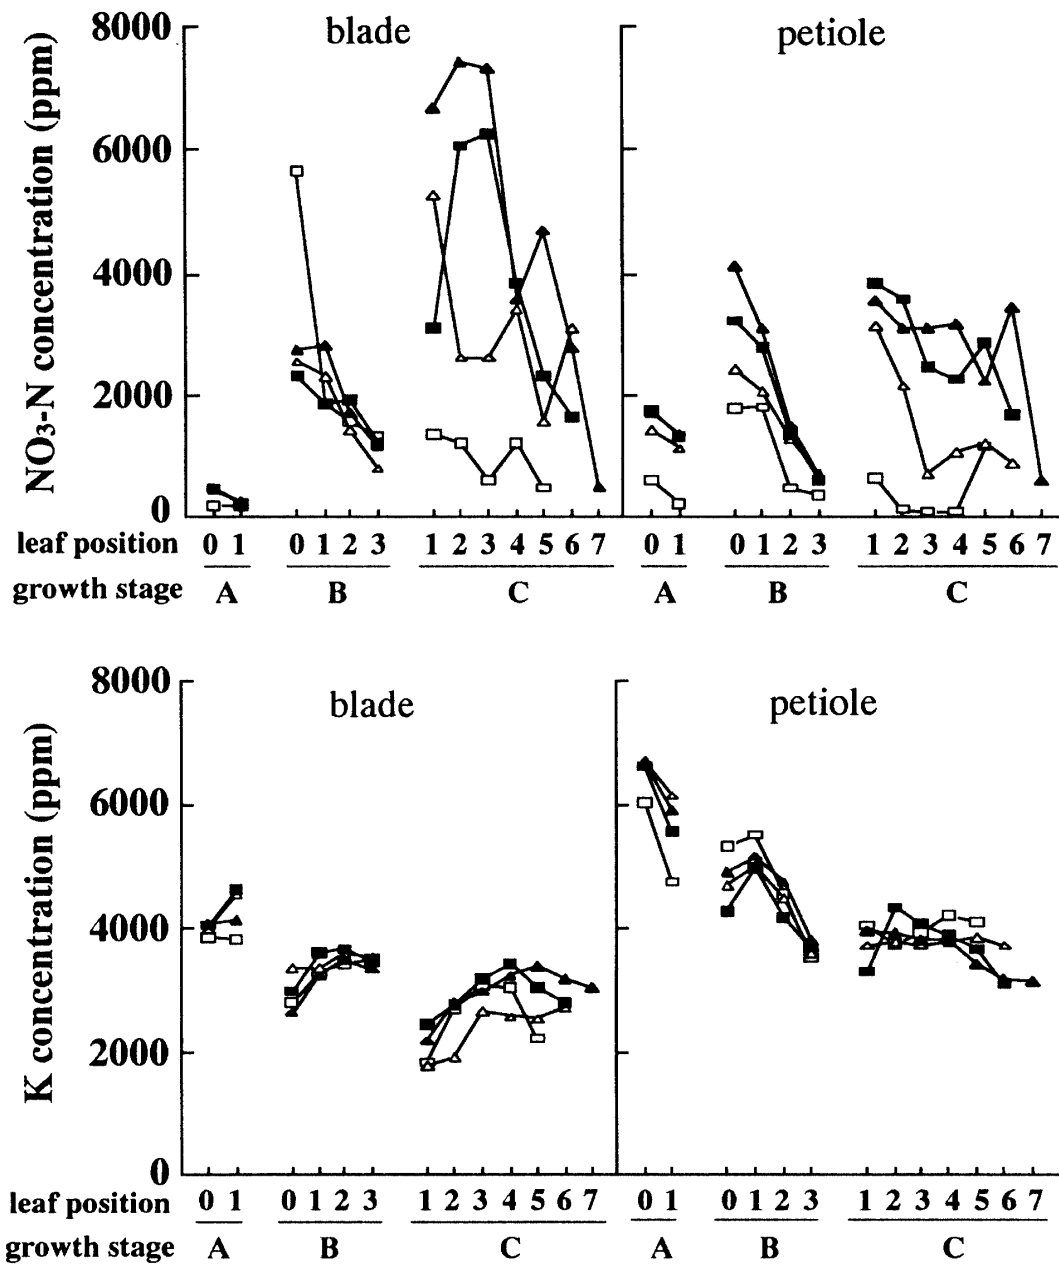 8000
blade
petiole
6000
4000
2000
0
NO3-N concentration (ppm)
leaf position 0 1 0 1 2 3 1 2 3 4 5 6 7 0 1 0 1 2 3 1 2 3 4 5 6 7
growth stage A B C A B C
8000
blade
petiole
6000
4000
2000
0
K concentration (ppm)
leaf position 0 1 0 1 2 3 1 2 3 4 5 6 7 0 1 0 1 2 3 1 2 3 4 5 6 7
growth stage A B C A B C